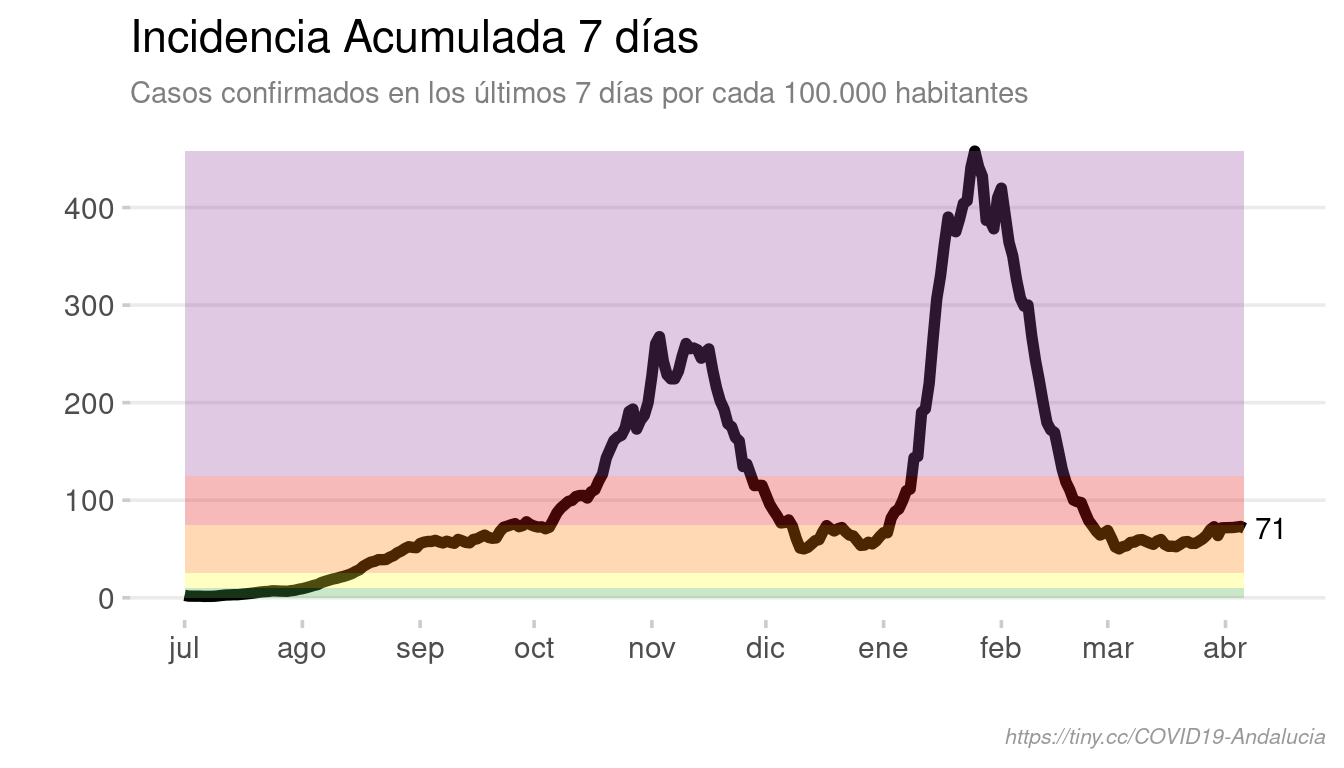 Incidencia Acumulada 7 días
Casos confirmados en los últimos 7 días por cada 100.000 habitantes
400
300
200
100
0
71
jul ago sep oct nov dic ene feb mar abr
https://tiny.cc/COVID19-Andalucia